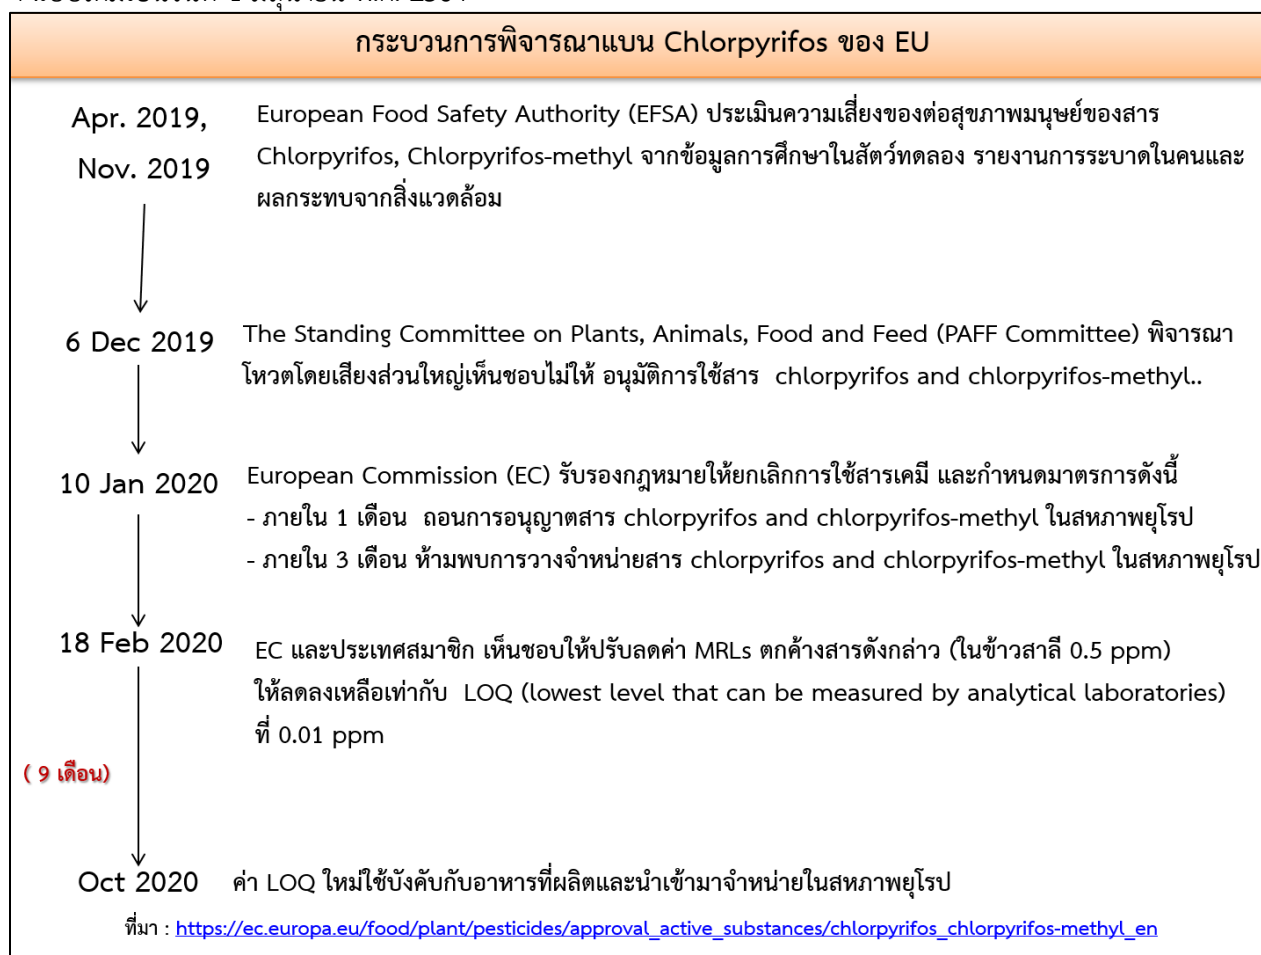 กระบวนการพิจารณาแบน Chlorpyrifos ของ EU
Apr. 2019,
Nov. 2019
European Food Safety Authority (EFSA) ประเมินความเสี่ยงของต่อสุขภาพมนุษย์ของสาร
Chlorpyrifos, Chlorpyrifos-methyl จากข้อมูลการศึกษาในสัตว์ทดลอง รายงานการระบาดในคนและ
ผลกระทบจากสิ่งแวดล้อม
6 Dec 2019
The Standing Committee on Plants, Animals, Food and Feed (PAFF Committee) พิจารณา
โหวตโดยเสียงส่วนใหญ่เห็นชอบไม่ให้ อนุมัติการใช้สาร chlorpyrifos and chlorpyrifos-methyl..
10 Jan 2020
European Commission (EC) รับรองกฎหมายให้ยกเลิกการใช้สารเคมี และกำหนดมาตรการดังนี้
- ภายใน 1 เดือน ถอนการอนุญาตสาร chlorpyrifos and chlorpyrifos-methyl ในสหภาพยุโรป
- ภายใน 3 เดือน ห้ามพบการวางจำหน่ายสาร chlorpyrifos and chlorpyrifos-methyl ในสหภาพยุโรป
18 Feb 2020
EC และประเทศสมาชิก เห็นชอบให้ปรับลดค่า MRLs ตกค้างสารดังกล่าว (ในข้าวสาลี 0.5 ppm)
ให้ลดลงเหลือเท่ากับ LOQ (lowest level that can be measured by analytical laboratories)
ที่ 0.01 ppm
( 9 เดือน)
Oct 2020
ค่า LOQ ใหม่ใช้บังคับกับอาหารที่ผลิตและนำเข้ามาจำหน่ายในสหภาพยุโรป
ที่มา : https://ec.europa.eu/food/plant/pesticides/approval_active_substances/chlorpyrifos_chlorpyrifos-methyl_en